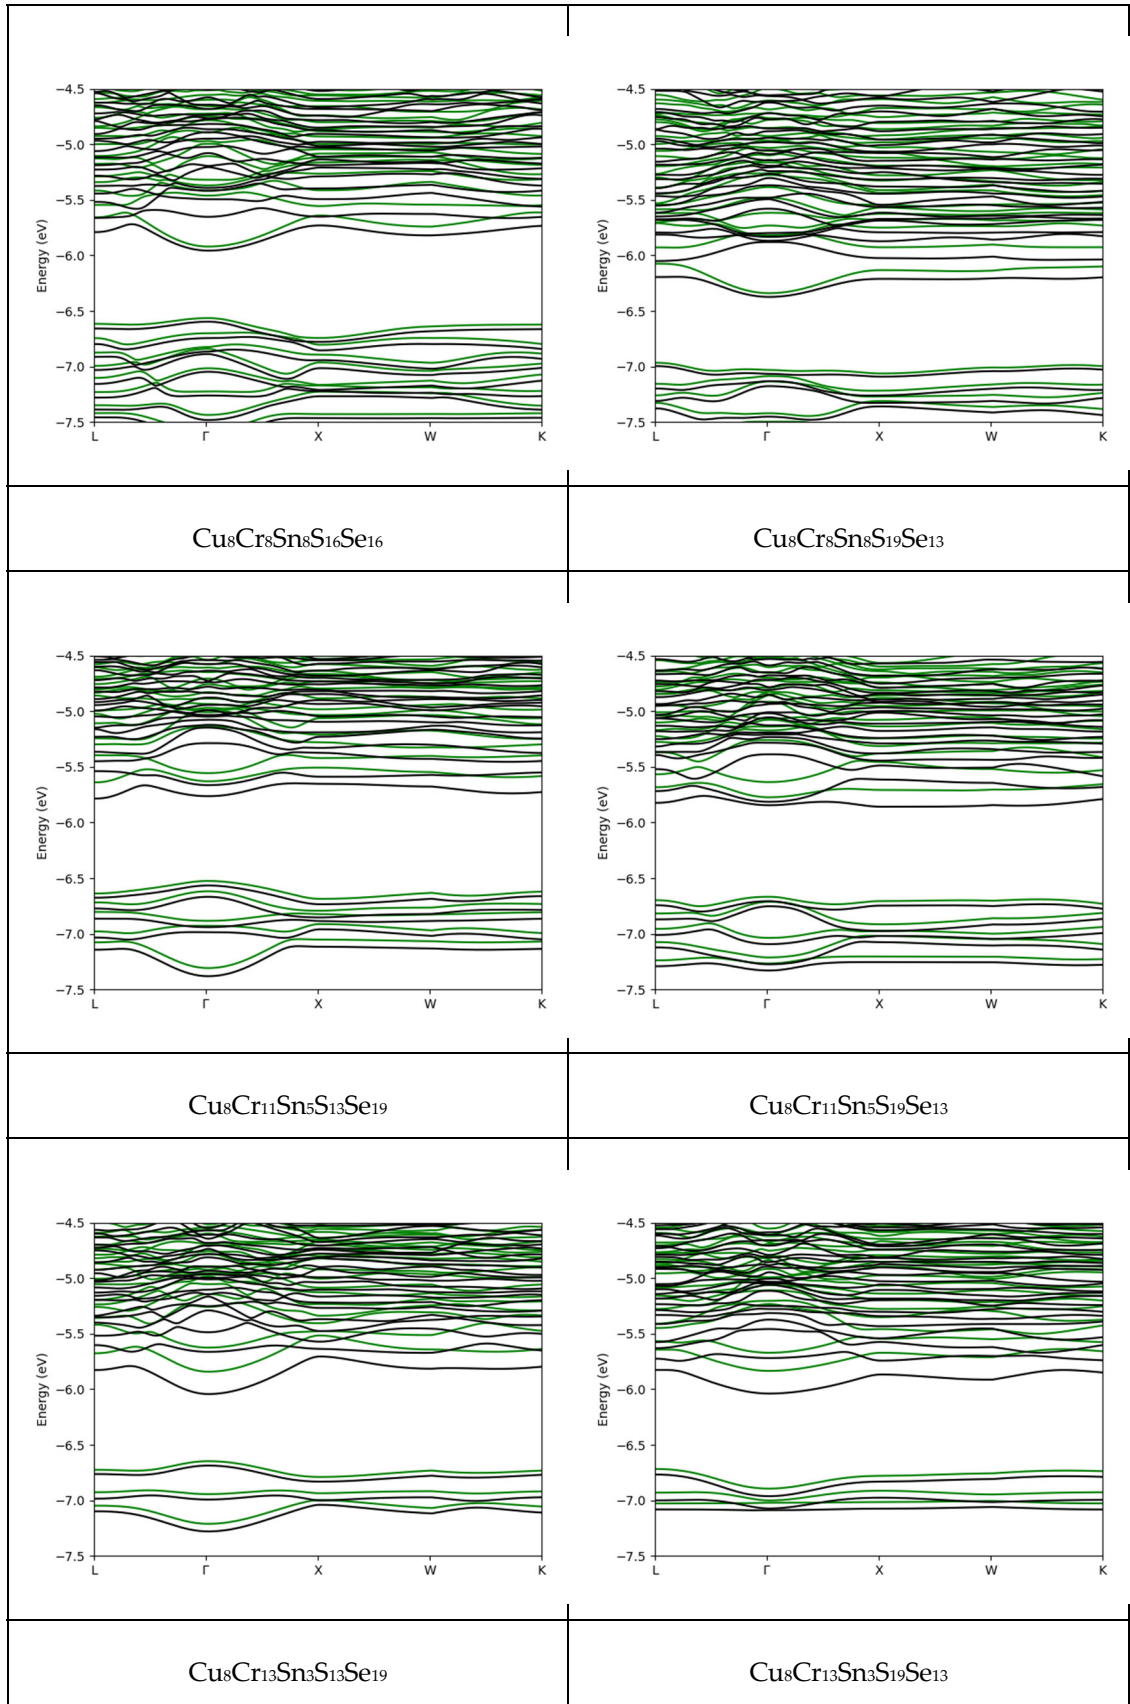 −4.5
−5.0
−5.5
−6.0
−6.5
−7.0
−7.5
Energy (eV)
L Γ X W K
−4.5
−5.0
−5.5
−6.0
−6.5
−7.0
−7.5
Energy (eV)
L Γ X W K
Cu₈Cr₈Sn₈S₁₆Se₁₆
Cu₈Cr₈Sn₈S₁₉Se₁₃
−4.5
−5.0
−5.5
−6.0
−6.5
−7.0
−7.5
Energy (eV)
L Γ X W K
−4.5
−5.0
−5.5
−6.0
−6.5
−7.0
−7.5
Energy (eV)
L Γ X W K
Cu₈Cr₁₁Sn₅S₁₃Se₁₉
Cu₈Cr₁₁Sn₅S₁₉Se₁₃
−4.5
−5.0
−5.5
−6.0
−6.5
−7.0
−7.5
Energy (eV)
L Γ X W K
−4.5
−5.0
−5.5
−6.0
−6.5
−7.0
−7.5
Energy (eV)
L Γ X W K
Cu₈Cr₁₃Sn₃S₁₃Se₁₉
Cu₈Cr₁₃Sn₃S₁₉Se₁₃